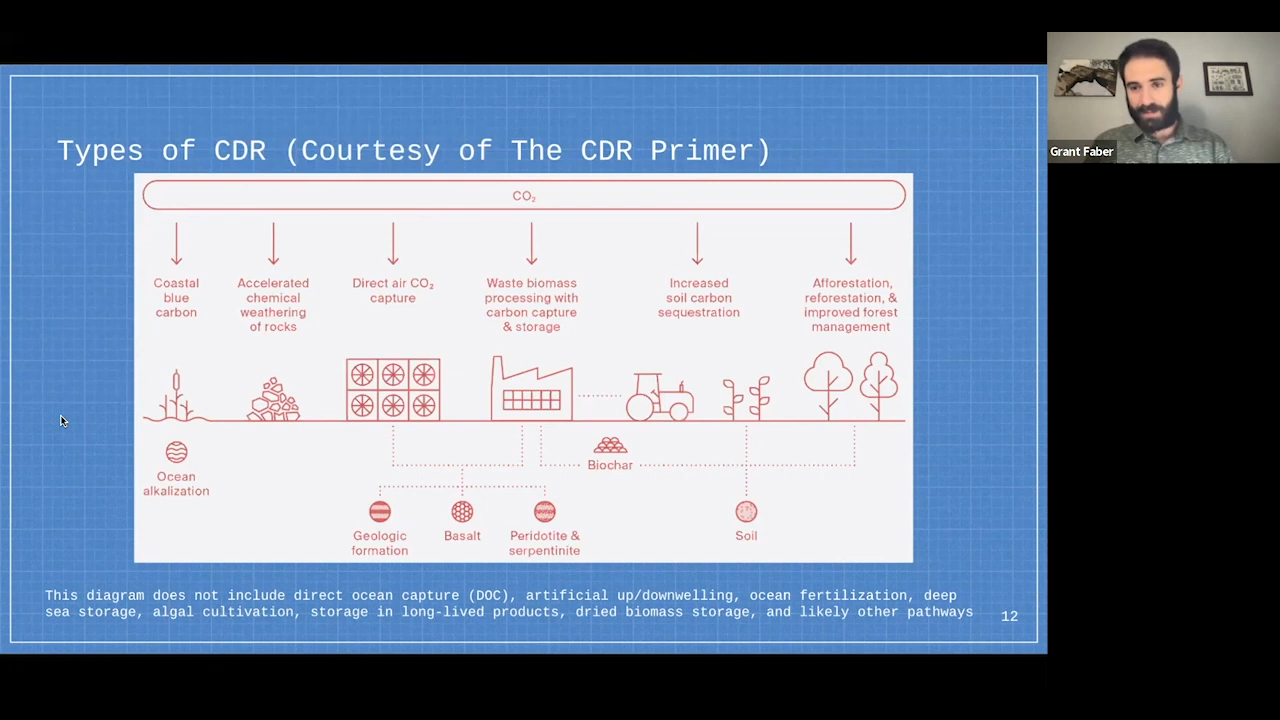 Types of CDR (Courtesy of The CDR Primer)
CO₂
Coastal
blue
carbon
Accelerated
chemical
weathering
of rocks
Direct air CO₂
capture
Waste biomass
processing with
carbon capture
& storage
Increased
soil carbon
sequestration
Afforestation,
reforestation, &
improved forest
management
Ocean
alkalization
Biochar
Geologic
formation
Basalt
Peridotite &
serpentinite
Soil
This diagram does not include direct ocean capture (DOC), artificial up/downwelling, ocean fertilization, deep
sea storage, algal cultivation, storage in long-lived products, dried biomass storage, and likely other pathways
12
Grant Faber